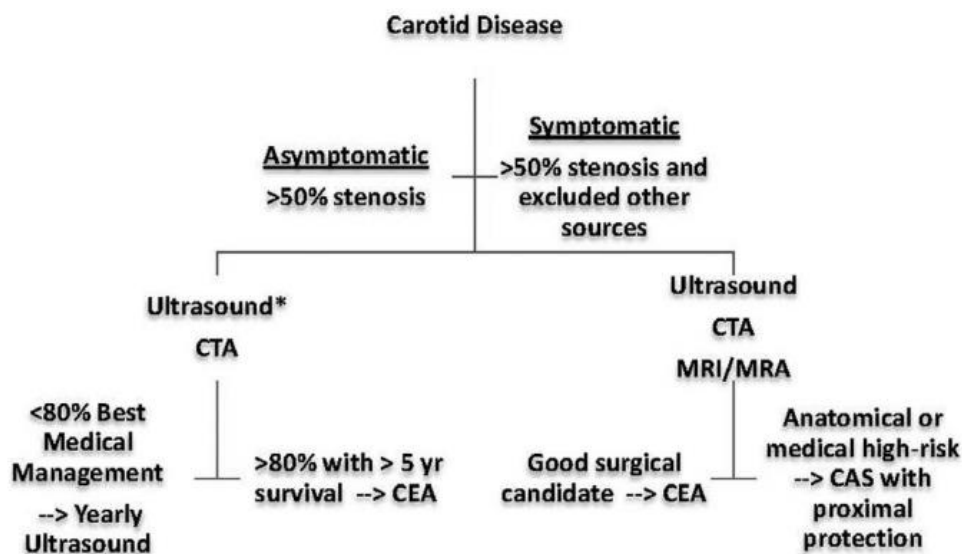 Carotid Disease
Asymptomatic
>50% stenosis
Symptomatic
>50% stenosis and
excluded other
sources
Ultrasound*
CTA
Ultrasound
CTA
MRI/MRA
<80% Best
Medical
Management
--> Yearly
Ultrasound
>80% with > 5 yr
survival --> CEA
Good surgical
candidate --> CEA
Anatomical or
medical high-risk
--> CAS with
proximal
protection